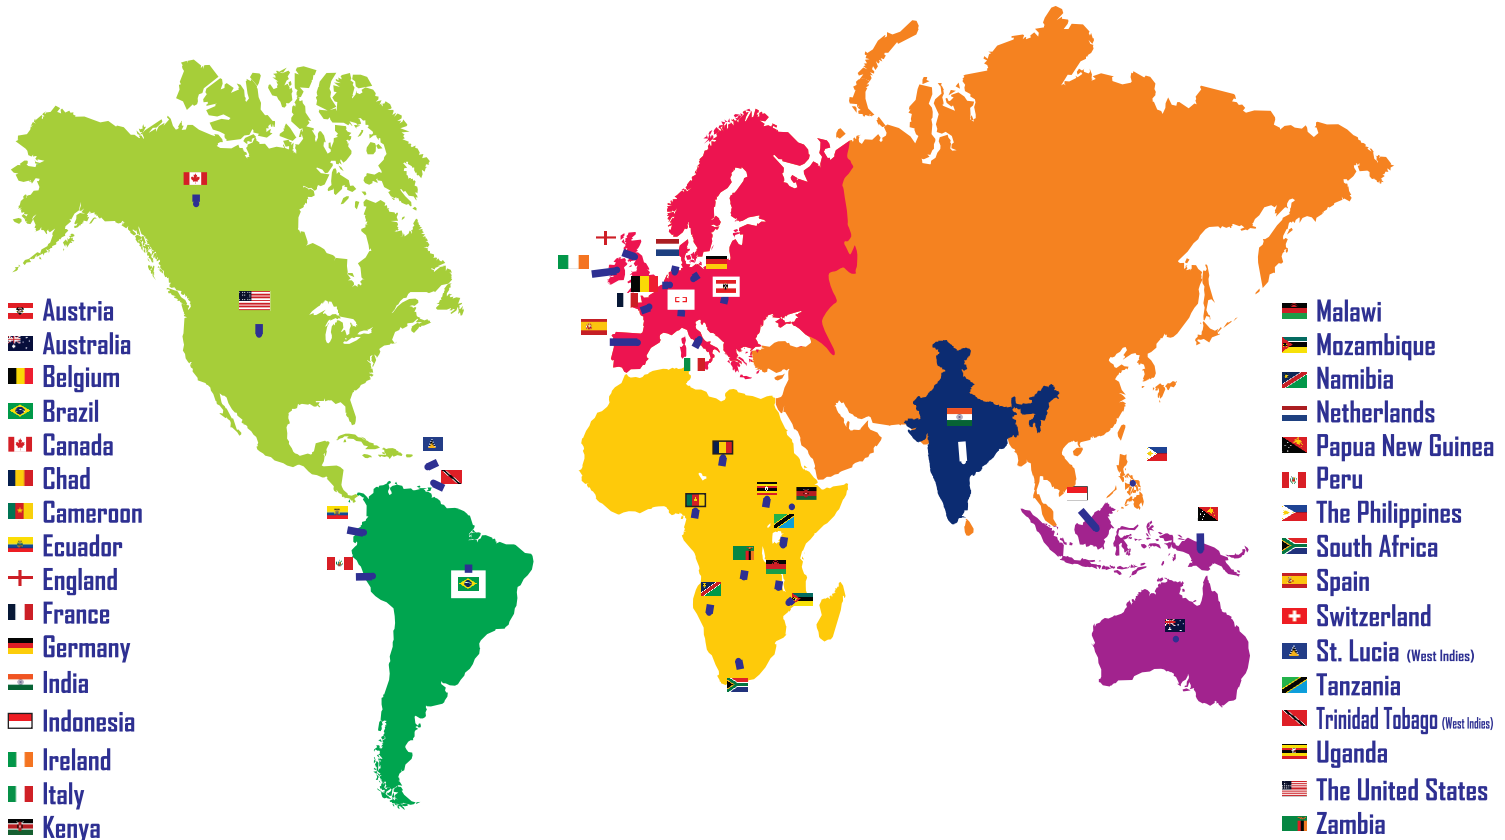 Austria
Australia
Belgium
Brazil
Canada
Chad
Cameroon
Ecuador
England
France
Germany
India
Indonesia
Ireland
Italy
Kenya
Malawi
Mozambique
Namibia
Netherlands
Papua New Guinea
Peru
The Philippines
South Africa
Spain
Switzerland
St. Lucia (West Indies)
Tanzania
Trinidad Tobago (West Indies)
Uganda
The United States
Zambia